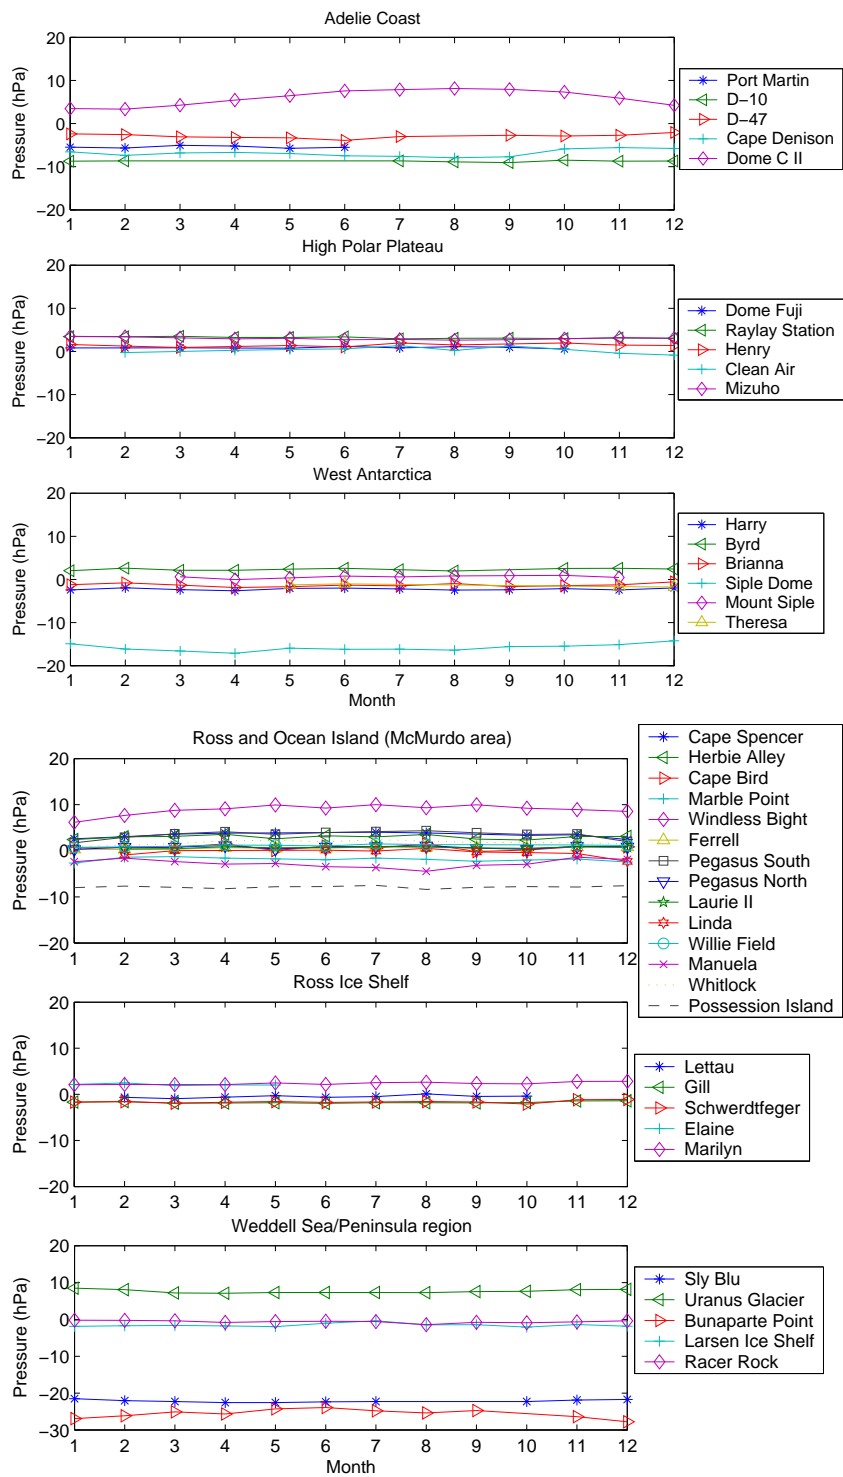 Adelie Coast
20
10
0
−10
−20
Pressure (hPa)
1 2 3 4 5 6 7 8 9 10 11 12
Port Martin
D−10
D−47
Cape Denison
Dome C II
High Polar Plateau
20
10
0
−10
−20
Pressure (hPa)
1 2 3 4 5 6 7 8 9 10 11 12
Dome Fuji
Raylay Station
Henry
Clean Air
Mizuho
West Antarctica
20
10
0
−10
−20
Pressure (hPa)
1 2 3 4 5 6 7 8 9 10 11 12
Month
Harry
Byrd
Brianna
Siple Dome
Mount Siple
Theresa
Ross and Ocean Island (McMurdo area)
20
10
0
−10
−20
Pressure (hPa)
1 2 3 4 5 6 7 8 9 10 11 12
Cape Spencer
Herbie Alley
Cape Bird
Marble Point
Windless Bight
Ferrell
Pegasus South
Pegasus North
Laurie II
Linda
Willie Field
Manuela
Whitlock
Possession Island
Ross Ice Shelf
20
10
0
−10
−20
Pressure (hPa)
1 2 3 4 5 6 7 8 9 10 11 12
Lettau
Gill
Schwerdtfeger
Elaine
Marilyn
Weddell Sea/Peninsula region
20
10
0
−10
−20
−30
Pressure (hPa)
1 2 3 4 5 6 7 8 9 10 11 12
Month
Sly Blu
Uranus Glacier
Bunaparte Point
Larsen Ice Shelf
Racer Rock